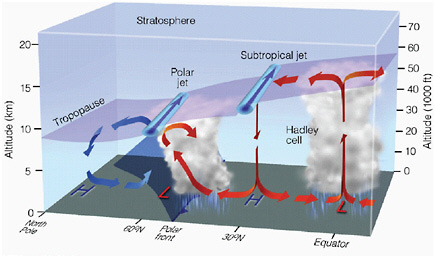 Stratosphere
20
15
10
5
0
Altitude (km)
70
60
50
40
30
20
10
0
Altitude (1000 ft)
Subtropical jet
Polar
jet
Tropopause
Hadley
cell
H
L
H
L
North
Pole
60°N
Polar
front
30°N
Equator